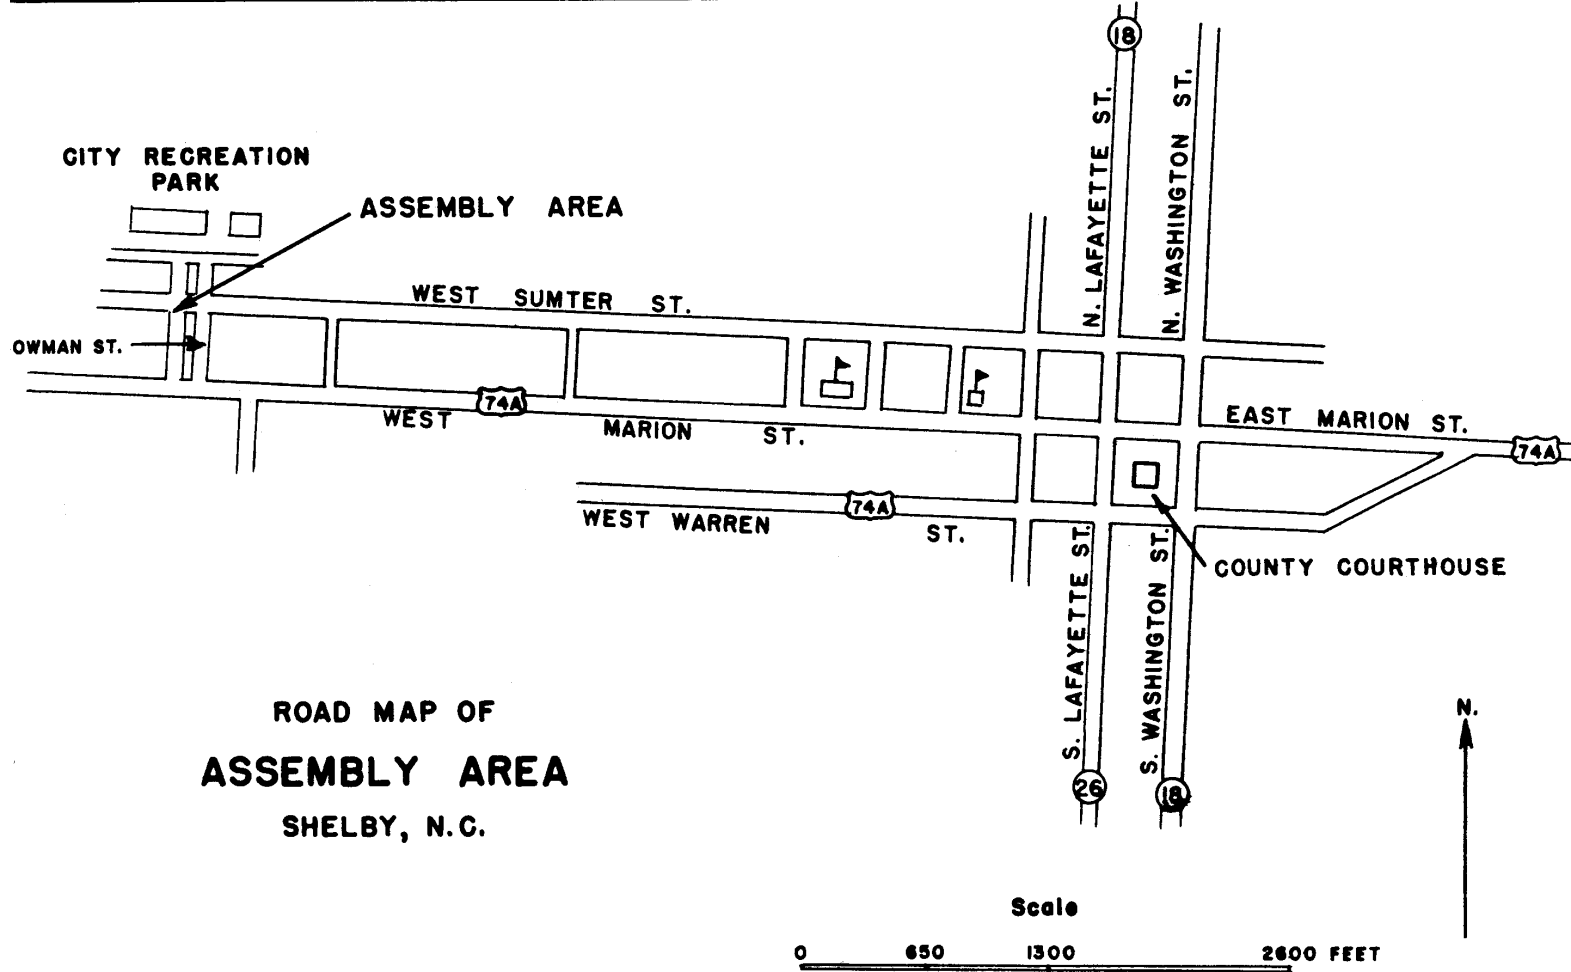 18
N. LAFAYETTE ST.
N. WASHINGTON ST.
CITY RECREATION
PARK
ASSEMBLY AREA
WEST SUMTER ST.
OWMAN ST.
74A
WEST MARION ST.
EAST MARION ST.
74A
74A
WEST WARREN ST.
COUNTY COURTHOUSE
S. LAFAYETTE ST.
S. WASHINGTON ST.
26
18
ROAD MAP OF
ASSEMBLY AREA
SHELBY, N.C.
N.
Scale
0 650 1300 2600 FEET